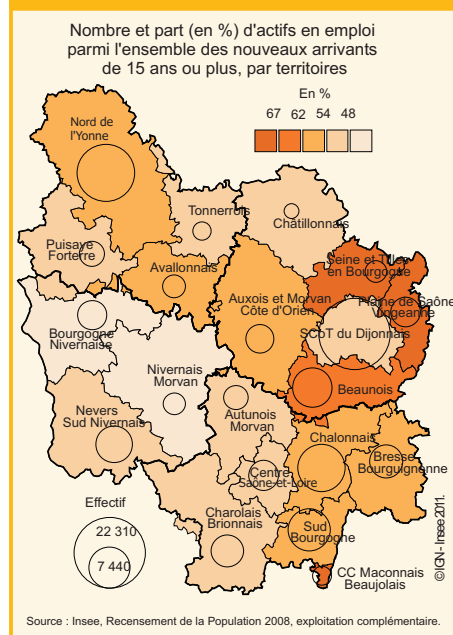 Nombre et part (en %) d'actifs en emploi
parmi l'ensemble des nouveaux arrivants
de 15 ans ou plus, par territoires
En %
67 62 54 48
Nord de
l'Yonne
Tonnerrois
Châtillonnais
Puisaye
Forterre
Avallonnais
Seine et Tilles
en Bourgogne
Auxois et Morvan
Côte d'Orien
Plaine de Saône
Vingeanne
SCoT du Dijonnais
Bourgogne
Nivernaise
Nivernais
Morvan
Beaunois
Nevers
Sud Nivernais
Autunois
Morvan
Chalonnais
Bresse
Bourguignonne
Centre
Saône-et-Loire
Effectif
22 310
7 440
Charolais
Brionnais
Sud
Bourgogne
CC Maconnais
Beaujolais
©IGN - Insee 2011.
Source : Insee, Recensement de la Population 2008, exploitation complémentaire.